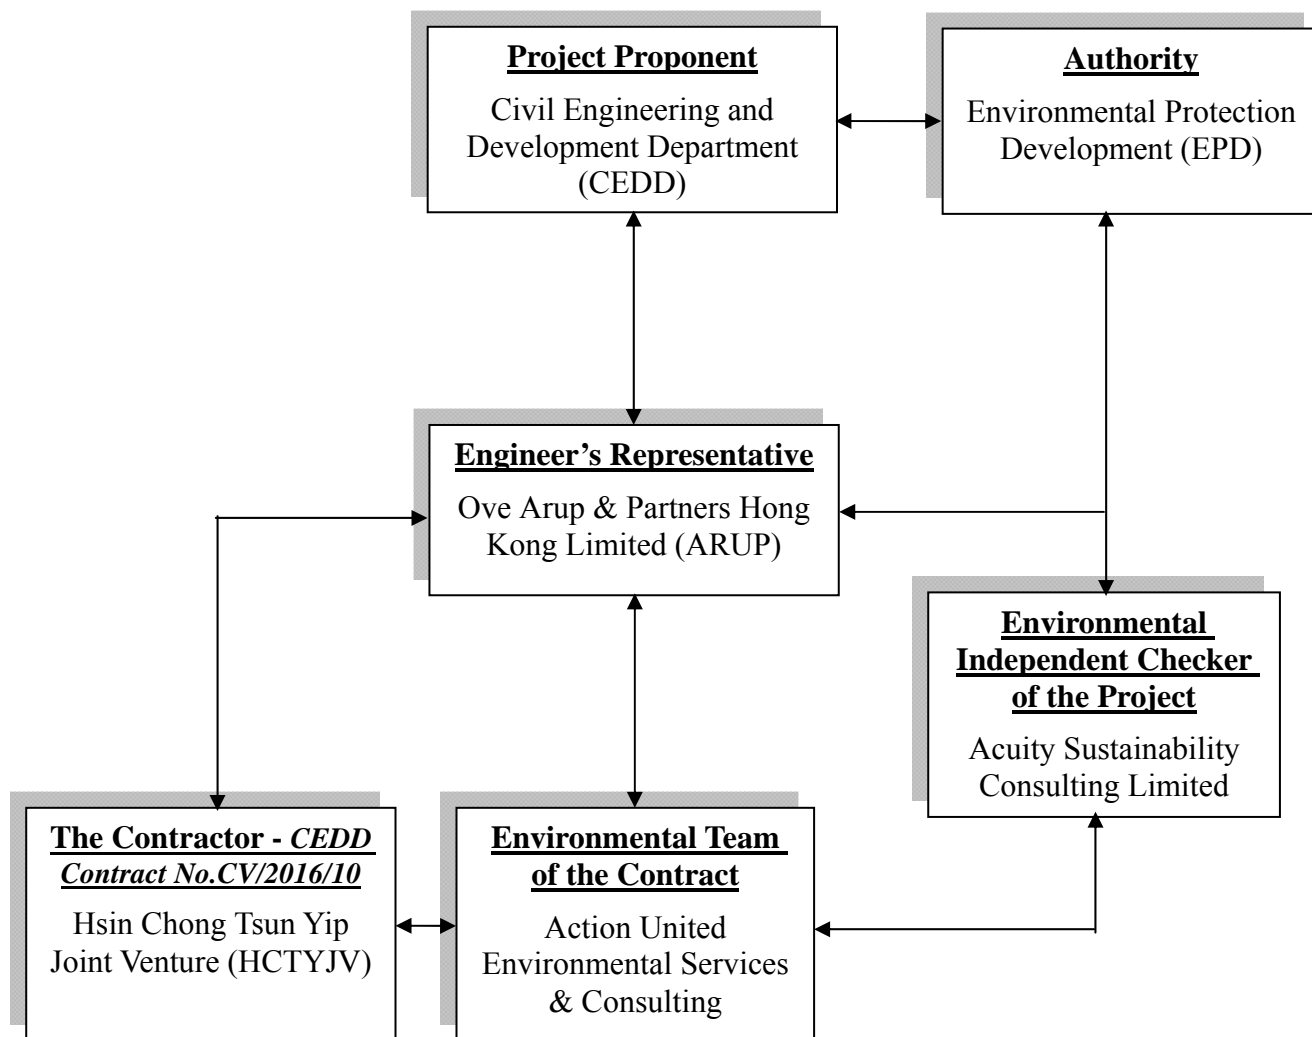 Project Proponent
Civil Engineering and
Development Department
(CEDD)
Authority
Environmental Protection
Development (EPD)
Engineer’s Representative
Ove Arup & Partners Hong
Kong Limited (ARUP)
Environmental
Independent Checker
of the Project
Acuity Sustainability
Consulting Limited
The Contractor - CEDD
Contract No.CV/2016/10
Hsin Chong Tsun Yip
Joint Venture (HCTYJV)
Environmental Team
of the Contract
Action United
Environmental Services
& Consulting